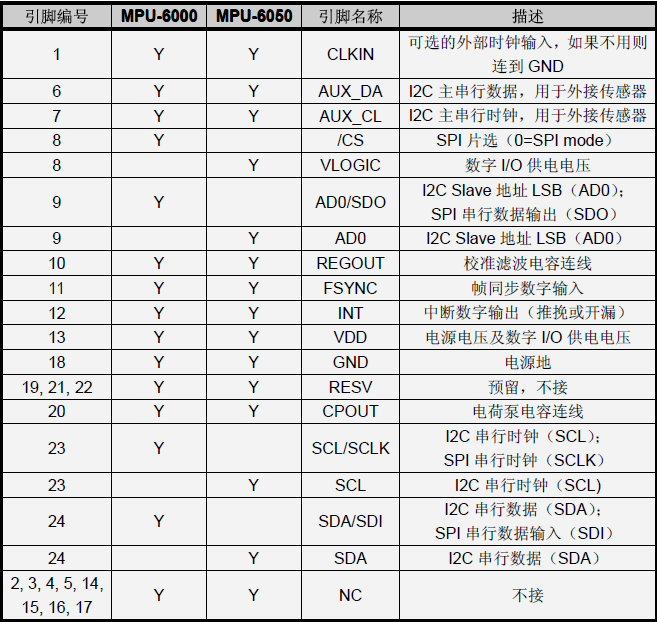 引脚编号 MPU-6000 MPU-6050 引脚名称 描述
1 Y Y CLKIN 可选的外部时钟输入，如果不用则
连到 GND
6 Y Y AUX_DA I2C 主串行数据，用于外接传感器
7 Y Y AUX_CL I2C 主串行时钟，用于外接传感器
8 Y /CS SPI 片选（0=SPI mode）
8 Y VLOGIC 数字 I/O 供电电压
9 Y AD0/SDO I2C Slave 地址 LSB（AD0）；
SPI 串行数据输出（SDO）
9 Y AD0 I2C Slave 地址 LSB（AD0）
10 Y Y REGOUT 校准滤波电容连线
11 Y Y FSYNC 帧同步数字输入
12 Y Y INT 中断数字输出（推挽或开漏）
13 Y Y VDD 电源电压及数字 I/O 供电电压
18 Y Y GND 电源地
19, 21, 22 Y Y RESV 预留，不接
20 Y Y CPOUT 电荷泵电容连线
23 Y SCL/SCLK I2C 串行时钟（SCL）；
SPI 串行时钟（SCLK）
23 Y SCL I2C 串行时钟（SCL)
24 Y SDA/SDI I2C 串行数据（SDA）；
SPI 串行数据输入（SDI）
24 Y SDA I2C 串行数据（SDA）
2, 3, 4, 5, 14,
15, 16, 17 Y Y NC 不接